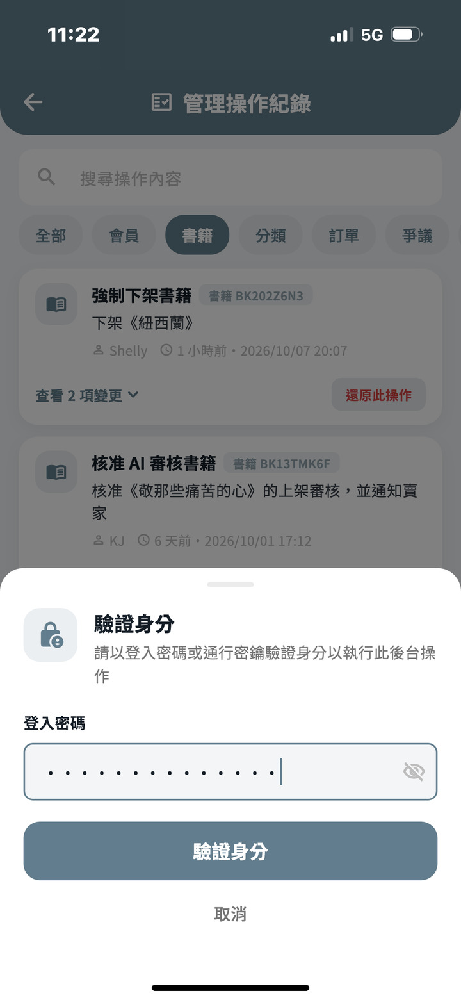 11:22
5G
管理操作紀錄
搜尋操作內容
全部 會員 書籍 分類 訂單 爭議
強制下架書籍 書籍 BK202Z6N3
下架《紐西蘭》
Shelly 1 小時前・2026/10/07 20:07
查看 2 項變更 還原此操作
核准 AI 審核書籍 書籍 BK13TMK6F
核准《敬那些痛苦的心》的上架審核，並通知賣
家
KJ 6 天前・2026/10/01 17:12
驗證身分
請以登入密碼或通行密鑰驗證身分以執行此後台操
作
登入密碼
驗證身分
取消